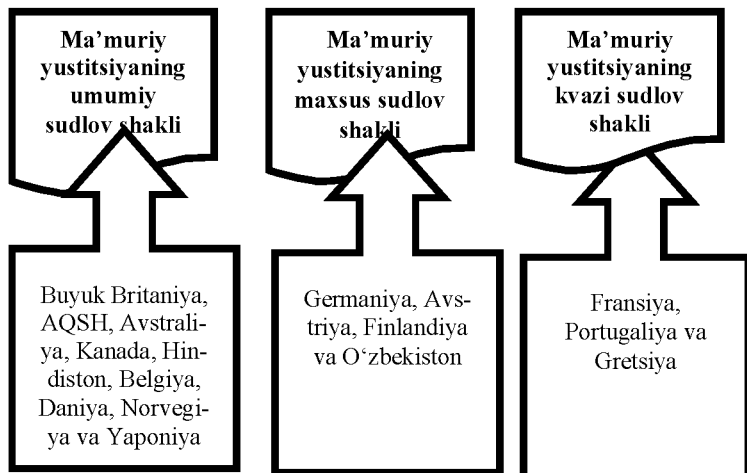 Ma’muriy
yustitsiyaning
umumiy
sudlov shakli
Ma’muriy
yustitsiyaning
maxsus sudlov
shakli
Ma’muriy
yustitsiyaning
kvazi sudlov
shakli
Buyuk Britaniya,
AQSH, Avstrali-
ya, Kanada, Hin-
diston, Belgiya,
Daniya, Norvegi-
ya va Yaponiya
Germaniya, Avs-
triya, Finlandiya
va O‘zbekiston
Fransiya,
Portugaliya va
Gretsiya